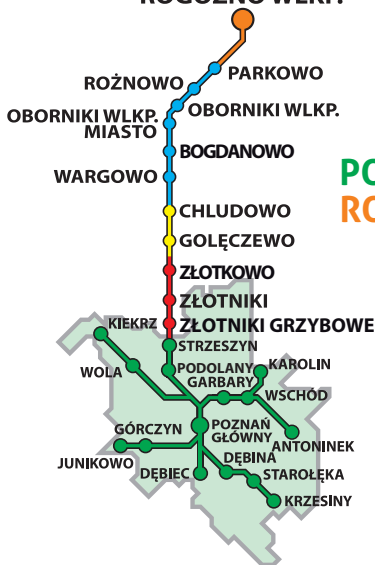 ROGOŹNO WLKP.
PARKOWO
ROŻNOWO
OBORNIKI WLKP.
OBORNIKI WLKP.
MIASTO
BOGDANOWO
WARGOWO
PO
RO
CHLUDOWO
GOLĘCZEWO
ZŁOTKOWO
ZŁOTNIKI
KIEKRZ
ZŁOTNIKI GRZYBOWE
STRZESZYN
WOLA
PODOLANY
KAROLIN
GARBARY
WSCHÓD
GÓRCZYN
POZNAŃ
GŁÓWNY
ANTONINEK
JUNIKOWO
DĘBINA
DĘBIEC
STAROŁĘKA
KRZESINY